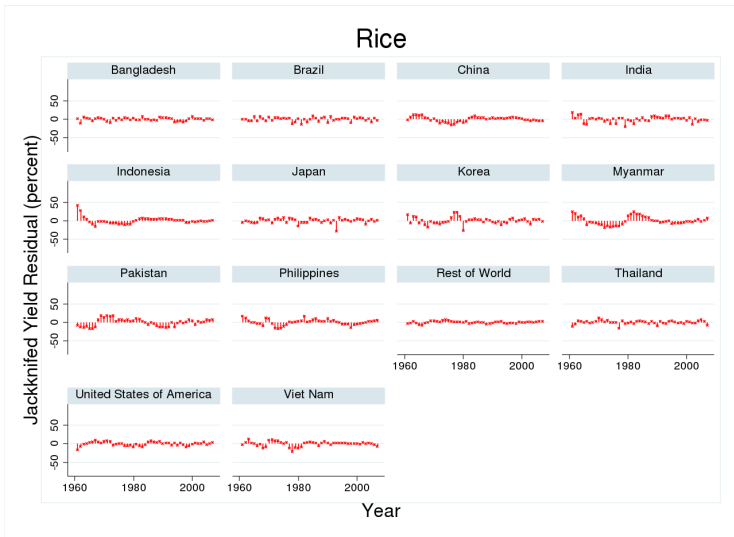 Rice
Bangladesh Brazil China India
50
0
-50
Indonesia Japan Korea Myanmar
50
0
-50
Pakistan Philippines Rest of World Thailand
50
0
-50
1960 1980 2000 1960 1980 2000
United States of America Viet Nam
50
0
-50
1960 1980 2000 1960 1980 2000
Jackknifed Yield Residual (percent)
Year